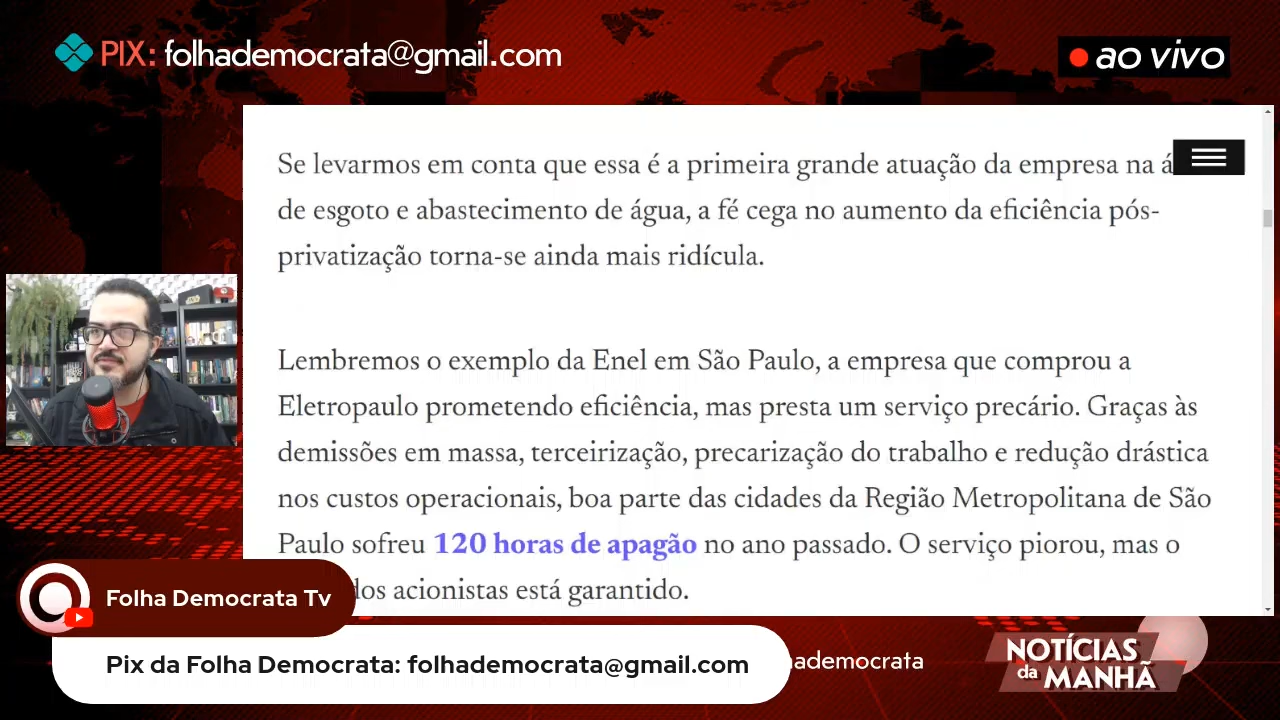 PIX: folhademocrata@gmail.com
ao vivo
Se levarmos em conta que essa é a primeira grande atuação da empresa na
de esgoto e abastecimento de água, a fé cega no aumento da eficiência pós-
privatização torna-se ainda mais ridícula.
Lembremos o exemplo da Enel em São Paulo, a empresa que comprou a
Eletropaulo prometendo eficiência, mas presta um serviço precário. Graças às
demissões em massa, terceirização, precarização do trabalho e redução drástica
nos custos operacionais, boa parte das cidades da Região Metropolitana de São
Paulo sofreu 120 horas de apagão no ano passado. O serviço piorou, mas o
dos acionistas está garantido.
Folha Democrata Tv
Pix da Folha Democrata: folhademocrata@gmail.com
hademocrata
NOTÍCIAS
da MANHÃ